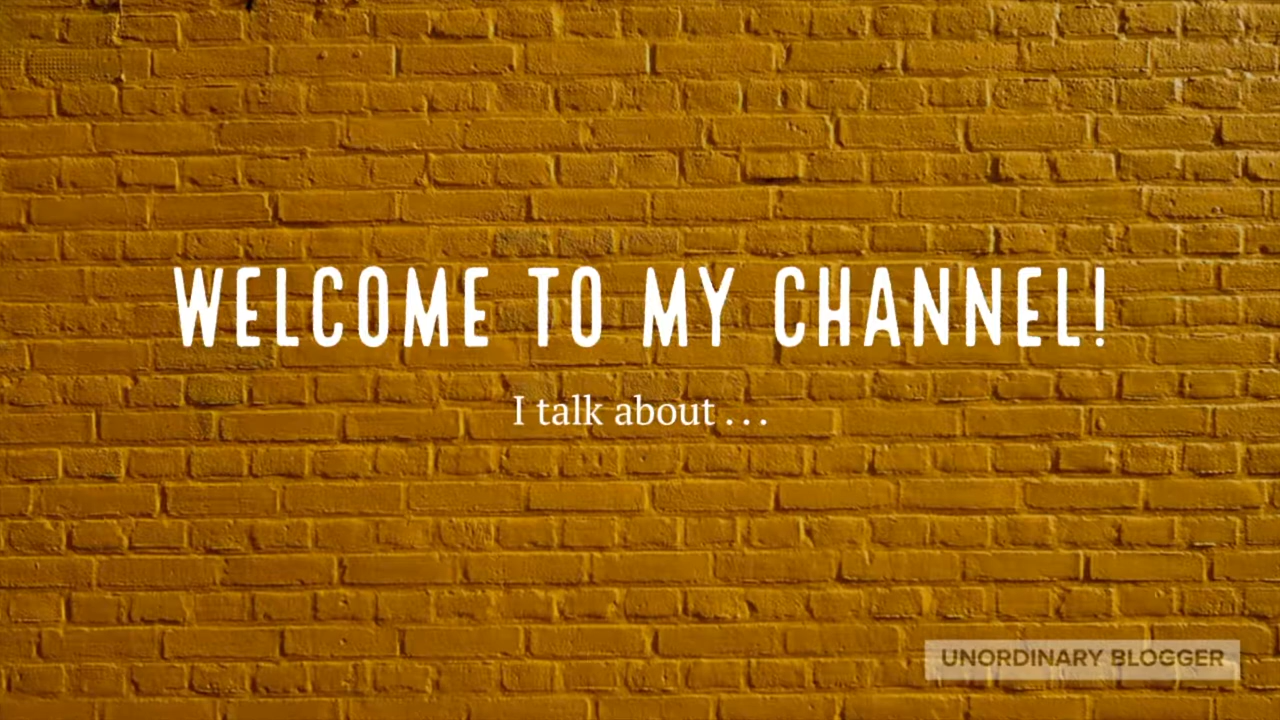 WELCOME TO MY CHANNEL!
I talk about . . .
UNORDINARY BLOGGER